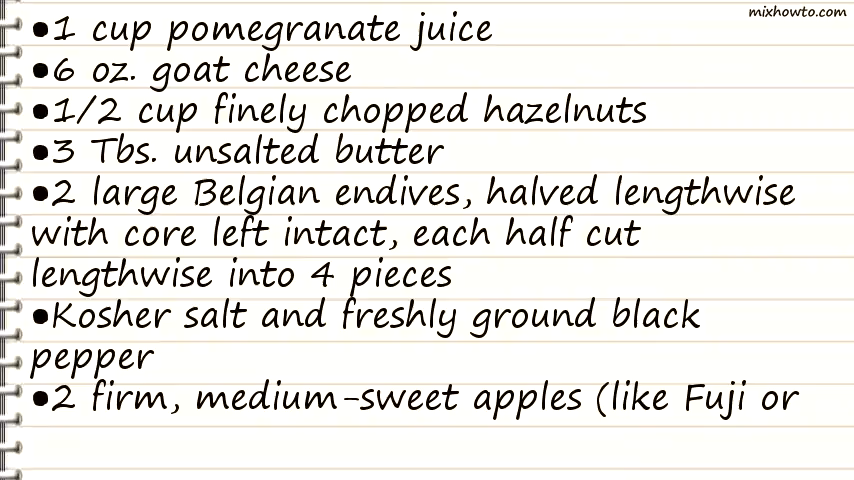 mixhowto.com
•1 cup pomegranate juice
•6 oz. goat cheese
•1/2 cup finely chopped hazelnuts
•3 Tbs. unsalted butter
•2 large Belgian endives, halved lengthwise
with core left intact, each half cut
lengthwise into 4 pieces
•Kosher salt and freshly ground black
pepper
•2 firm, medium-sweet apples (like Fuji or